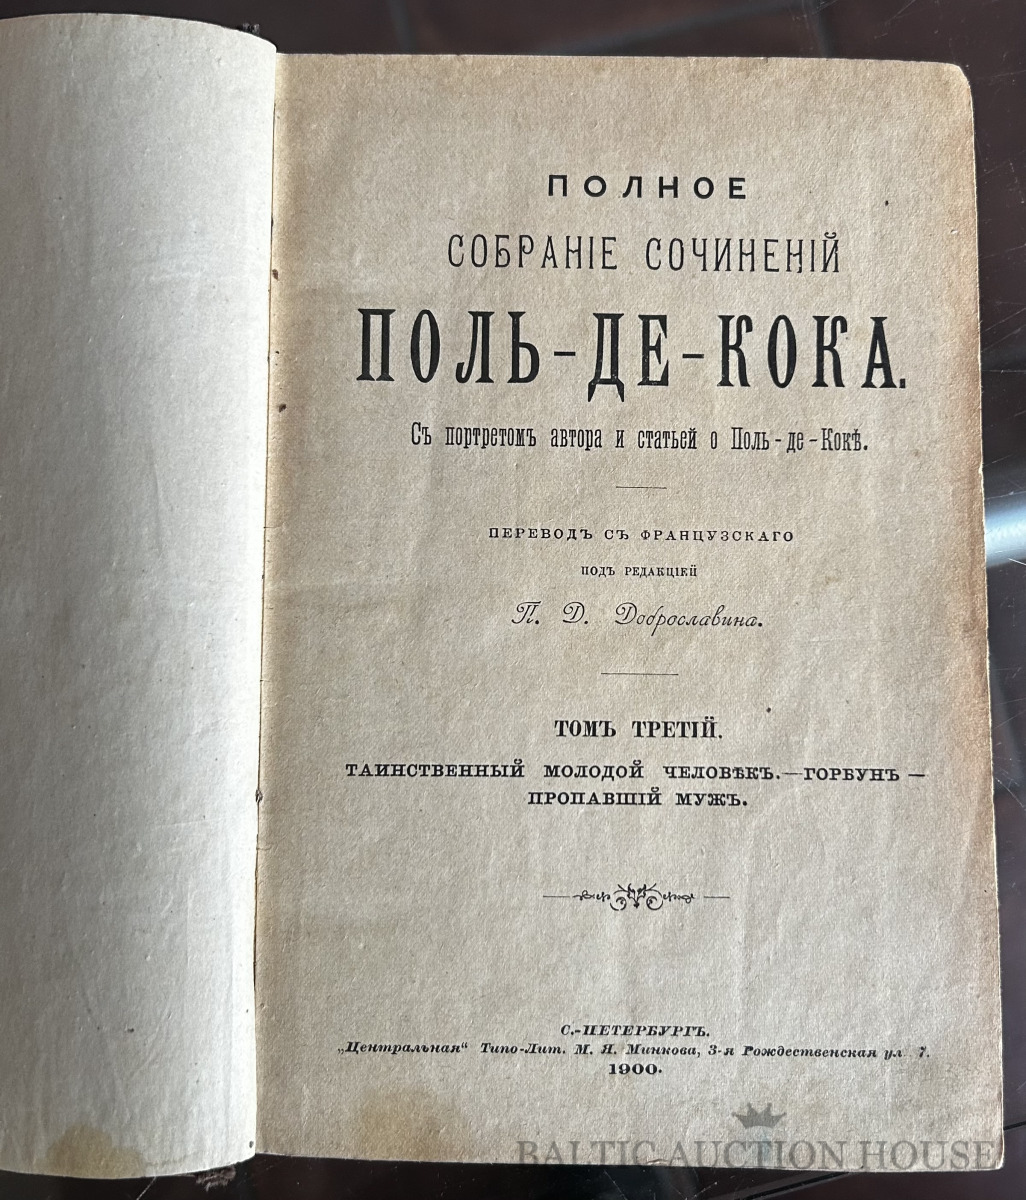 ПОЛНОЕ
СОБРАНІЕ СОЧИНЕНІЙ
ПОЛЬ-ДЕ-КОКА.
Съ портретомъ автора и статьей о Поль-де-Кокѣ.
ПЕРЕВОДЪ СЪ ФРАНЦУЗСКАГО
ПОДЪ РЕДАКЦІЕЙ
П. Д. Доброславина.
ТОМЪ ТРЕТІЙ.
ТАИНСТВЕННЫЙ МОЛОДОЙ ЧЕЛОВѢКЪ.—ГОРБУНЪ—
ПРОПАВШІЙ МУЖЪ.
С.-ПЕТЕРБУРГЪ.
„Центральная“ Типо-Лит. М. Я. Минкова, 3-я Рождественская ул 7.
1900.
BALTIC AUCTION HOUSE